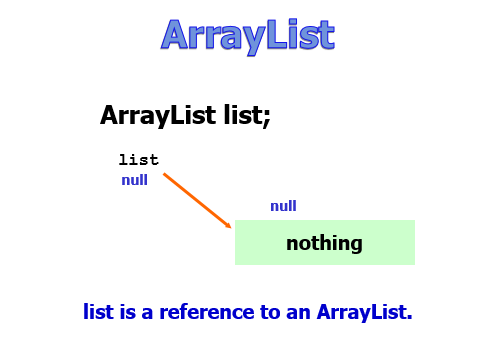 ArrayList
ArrayList list;
list
null
null
nothing
list is a reference to an ArrayList.